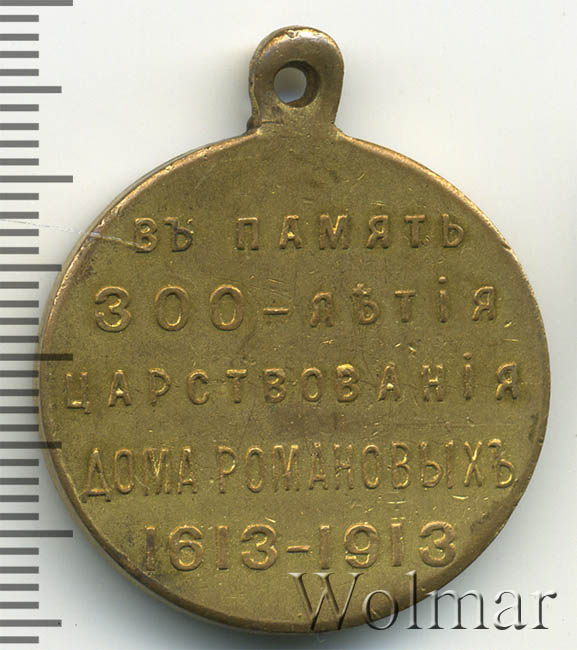 ВЪ ПАМЯТЬ
300-ЛѢТІЯ
ЦАРСТВОВАНІЯ
ДОМА РОМАНОВЫХЪ
1613-1913
Wolmar